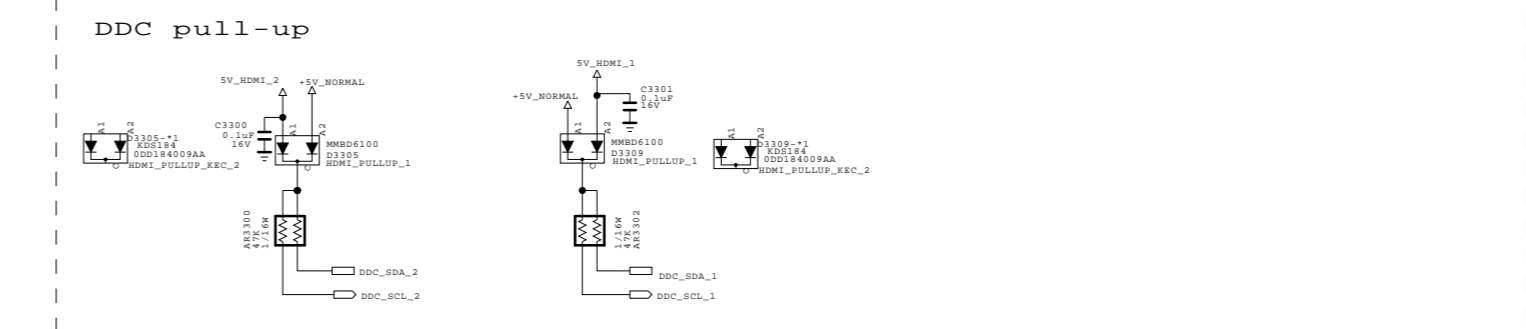 DDC pull-up
5V_HDMI_2
+5V_NORMAL
C3300
0.1uF
16V
A1
A2
MMBD6100
D3305
HDMI_PULLUP_1
C
A1
A2
D3305-*1
KDS184
0DD184009AA
HDMI_PULLUP_KEC_2
C
AR3300
47K
1/16W
DDC_SDA_2
DDC_SCL_2
5V_HDMI_1
+5V_NORMAL
C3301
0.1uF
16V
A1
A2
MMBD6100
D3309
HDMI_PULLUP_1
C
A1
A2
D3309-*1
KDS184
0DD184009AA
HDMI_PULLUP_KEC_2
C
1/16W
47K
AR3302
DDC_SDA_1
DDC_SCL_1